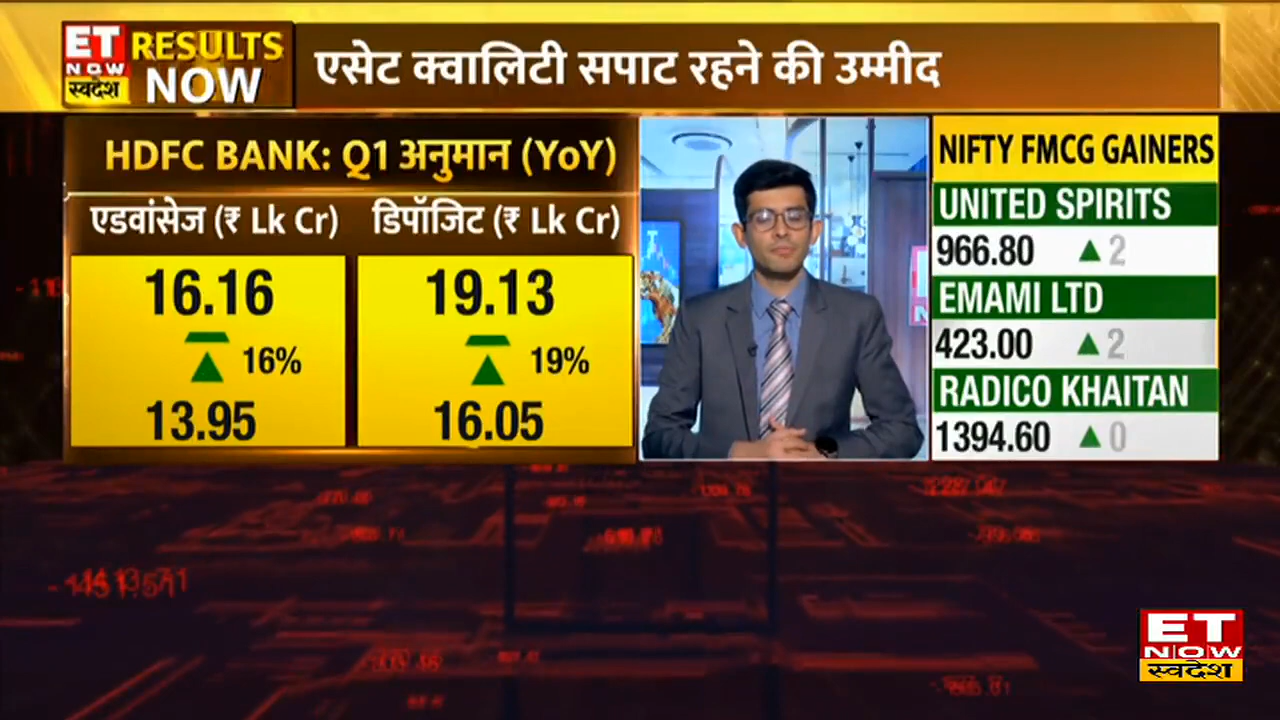 ET NOW स्वदेश
RESULTS NOW
एसेट क्वालिटी सपाट रहने की उम्मीद
HDFC BANK: Q1 अनुमान (YoY)
एडवांसेज (₹ Lk Cr)
16.16
16%
13.95
डिपॉजिट (₹ Lk Cr)
19.13
19%
16.05
NIFTY FMCG GAINERS
UNITED SPIRITS
966.80 ▲ 2
EMAMI LTD
423.00 ▲ 2
RADICO KHAITAN
1394.60 ▲ 0
ET
NOW
स्वदेश